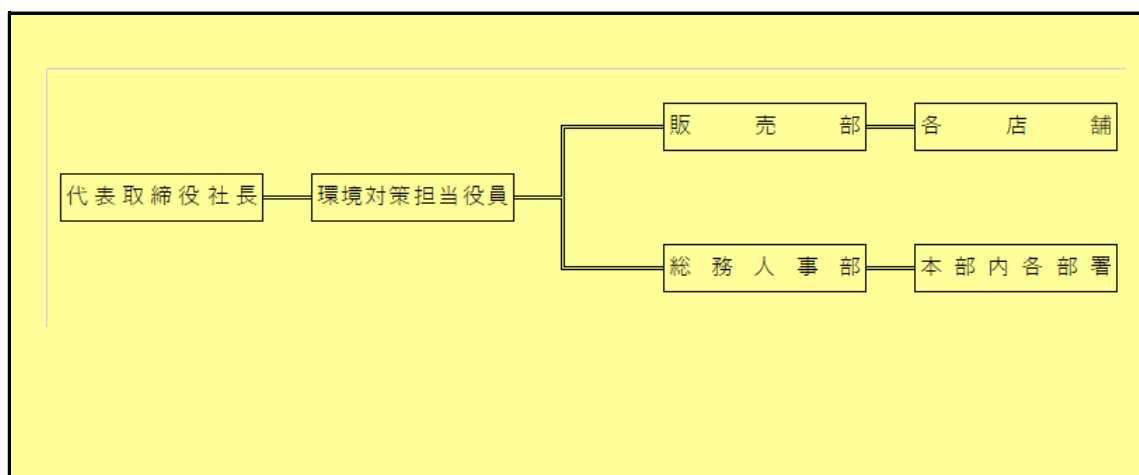 販売部
各店舗
代表取締役社長
環境対策担当役員
総務人事部
本部内各部署